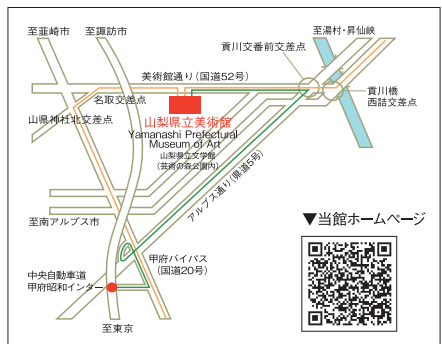 至韮崎市
至諏訪市
至湯村・昇仙峡
貢川交番前交差点
美術館通り（国道52号）
貢川橋
西詰交差点
名取交差点
山県神社北交差点
山梨県立美術館
Yamanashi Prefectural
Museum of Art
山梨県立文学館
（芸術の森公園内）
アルプス通り（県道5号）
至南アルプス市
▼当館ホームページ
甲府バイパス
（国道20号）
中央自動車道
甲府昭和インター
至東京